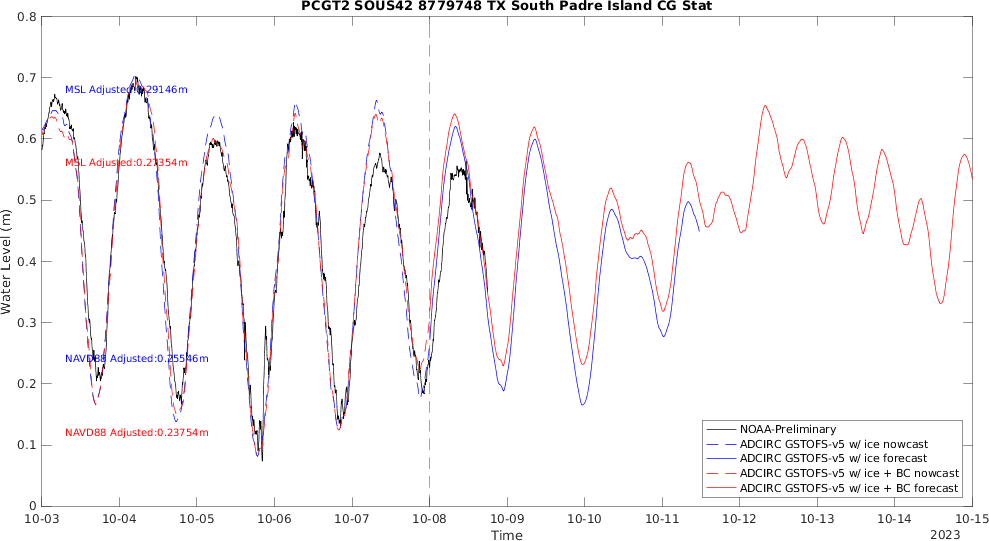 PCGT2 SOUS42 8779748 TX South Padre Island CG Stat
Water Level (m)
0.8
0.7
0.6
0.5
0.4
0.3
0.2
0.1
0
MSL Adjusted:0.29146m
MSL Adjusted:0.27354m
NAVD88 Adjusted:0.25546m
NAVD88 Adjusted:0.23754m
NOAA-Preliminary
ADCIRC GSTOFS-v5 w/ ice nowcast
ADCIRC GSTOFS-v5 w/ ice forecast
ADCIRC GSTOFS-v5 w/ ice + BC nowcast
ADCIRC GSTOFS-v5 w/ ice + BC forecast
10-03 10-04 10-05 10-06 10-07 10-08 10-09 10-10 10-11 10-12 10-13 10-14 10-15
Time
2023